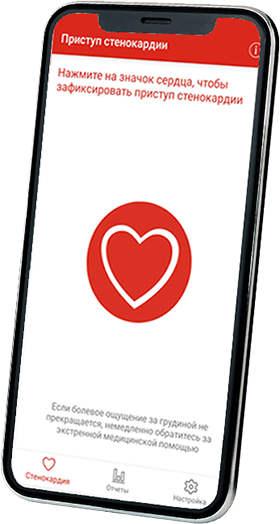 Приступ стенокардии
Нажмите на значок сердца, чтобы
зафиксировать приступ стенокардии
Если болевое ощущение за грудиной не
прекращается, немедленно обратитесь за
экстренной медицинской помощью
Стенокардия
Отчеты
Настройка